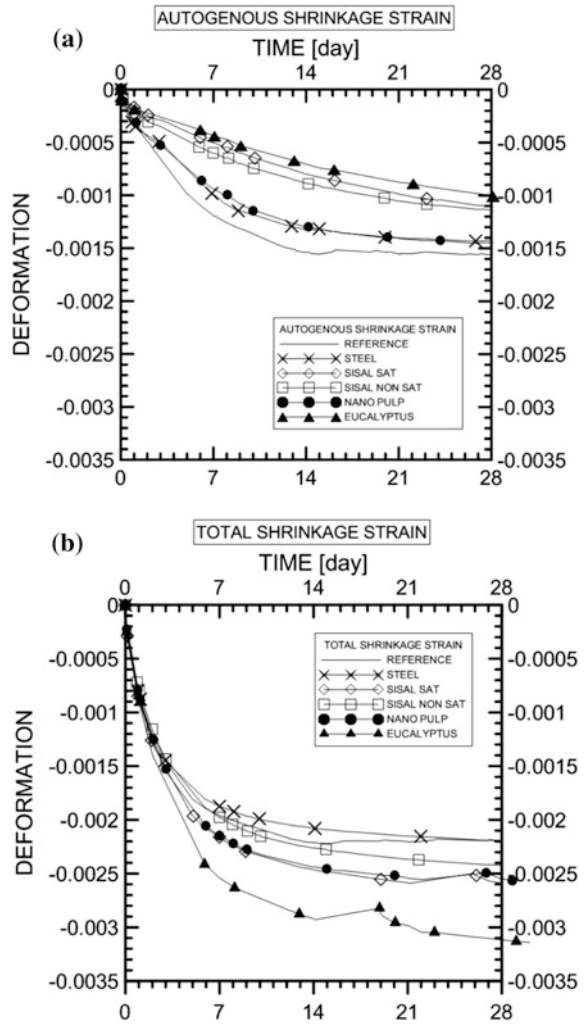 AUTOGENOUS SHRINKAGE STRAIN
(a)
TIME [day]
0 7 14 21 28
0 0
-0.0005 -0.0005
-0.001 -0.001
-0.0015 -0.0015
-0.002 -0.002
-0.0025 -0.0025
-0.003 -0.003
-0.0035 -0.0035
DEFORMATION
AUTOGENOUS SHRINKAGE STRAIN
REFERENCE
STEEL
SISAL SAT
SISAL NON SAT
NANO PULP
EUCALYPTUS
0 7 14 21 28
TOTAL SHRINKAGE STRAIN
(b)
TIME [day]
0 7 14 21 28
0 0
-0.0005 -0.0005
-0.001 -0.001
-0.0015 -0.0015
-0.002 -0.002
-0.0025 -0.0025
-0.003 -0.003
-0.0035 -0.0035
DEFORMATION
TOTAL SHRINKAGE STRAIN
REFERENCE
STEEL
SISAL SAT
SISAL NON SAT
NANO PULP
EUCALYPTUS
0 7 14 21 28